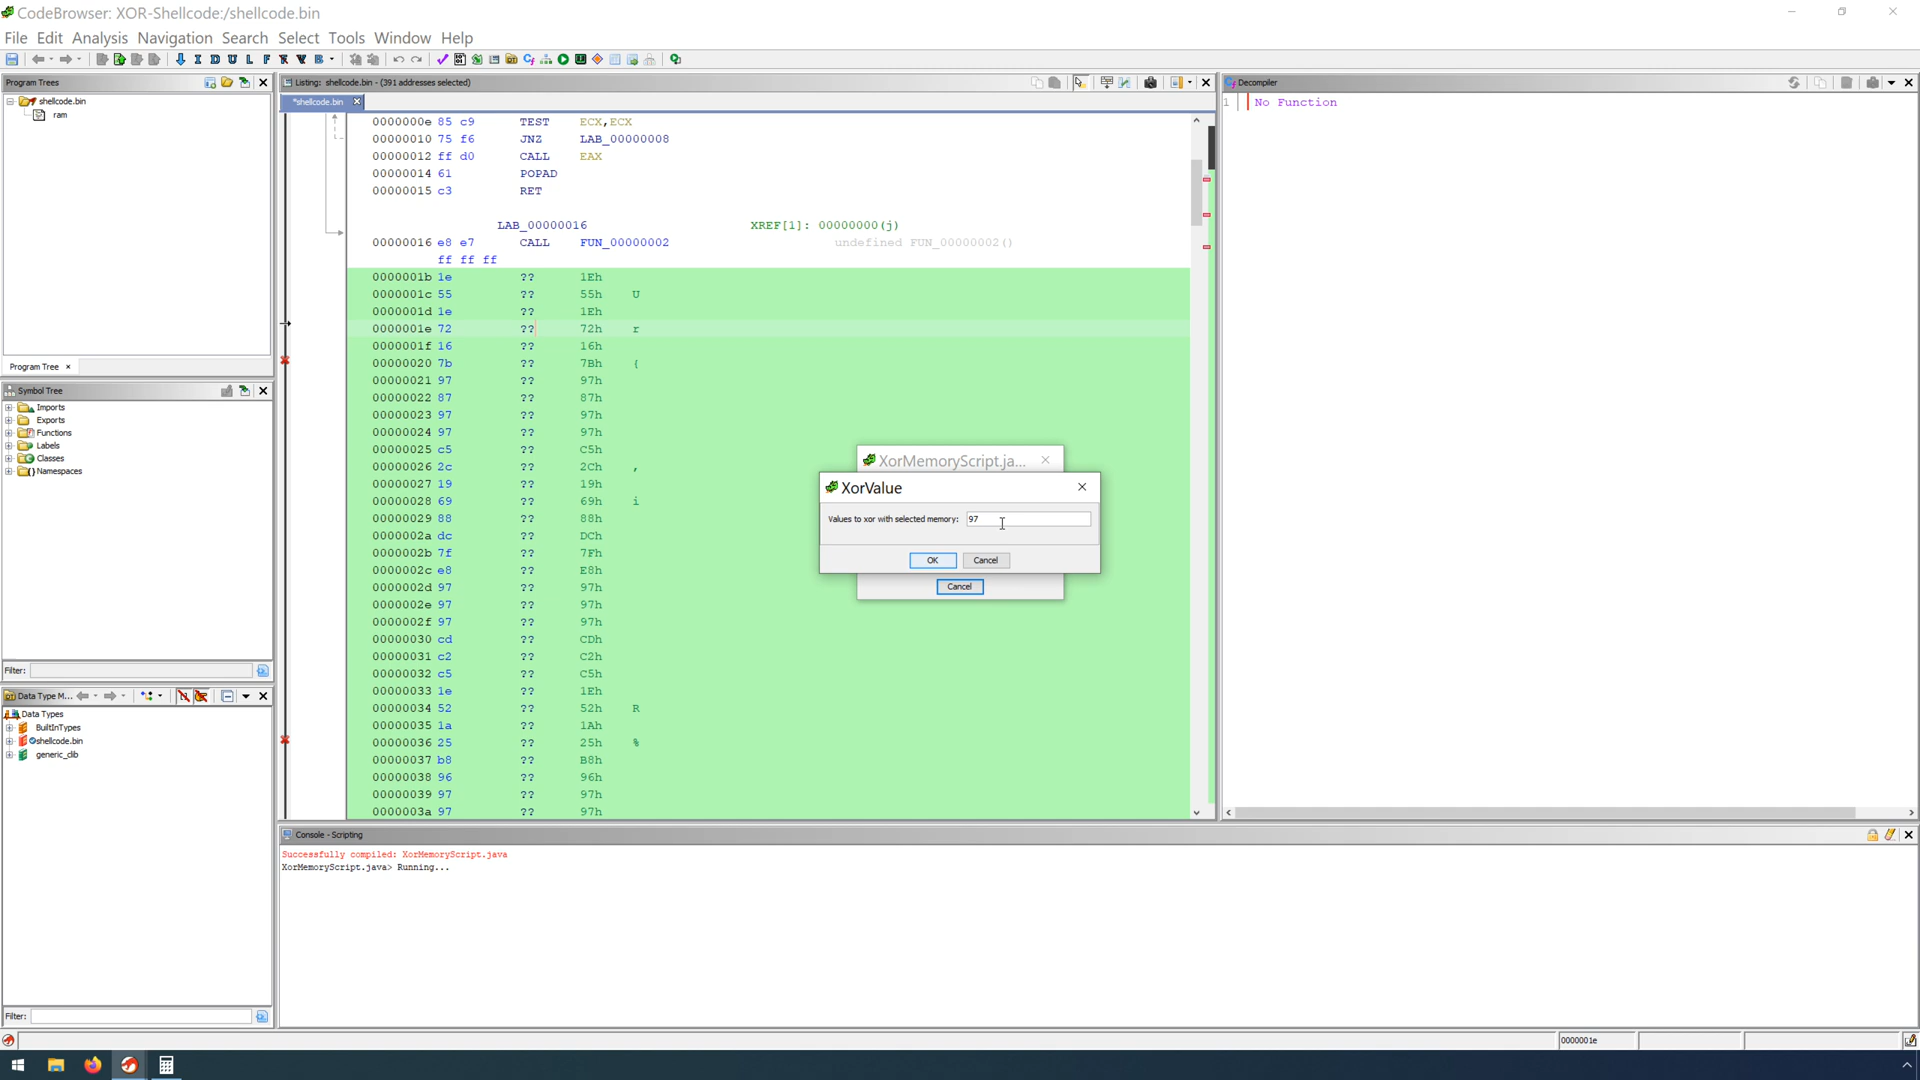 CodeBrowser: XOR-Shellcode:/shellcode.bin
File Edit Analysis Navigation Search Select Tools Window Help
Program Trees
shellcode.bin
ram
Program Tree
Symbol Tree
Imports
Exports
Functions
Labels
Classes
Namespaces
Filter:
Data Type M...
Data Types
BuiltInTypes
shellcode.bin
generic_clib
Filter:
Listing: shellcode.bin - (391 addresses selected)
*shellcode.bin
0000000e 85 c9 TEST ECX,ECX
00000010 75 f6 JNZ LAB_00000008
00000012 ff d0 CALL EAX
00000014 61 POPAD
00000015 c3 RET
LAB_00000016 XREF[1]: 00000000(j)
00000016 e8 e7 CALL FUN_00000002 undefined FUN_00000002()
ff ff ff
0000001b 1e ?? 1Eh
0000001c 55 ?? 55h U
0000001d 1e ?? 1Eh
0000001e 72 ?? 72h r
0000001f 16 ?? 16h
00000020 7b ?? 7Bh {
00000021 97 ?? 97h
00000022 87 ?? 87h
00000023 97 ?? 97h
00000024 97 ?? 97h
00000025 c5 ?? C5h
00000026 2c ?? 2Ch ,
00000027 19 ?? 19h
00000028 69 ?? 69h i
00000029 88 ?? 88h
0000002a dc ?? DCh
0000002b 7f ?? 7Fh
0000002c e8 ?? E8h
0000002d 97 ?? 97h
0000002e 97 ?? 97h
0000002f 97 ?? 97h
00000030 cd ?? CDh
00000031 c2 ?? C2h
00000032 c5 ?? C5h
00000033 1e ?? 1Eh
00000034 52 ?? 52h R
00000035 1a ?? 1Ah
00000036 25 ?? 25h %
00000037 b8 ?? B8h
00000038 96 ?? 96h
00000039 97 ?? 97h
0000003a 97 ?? 97h
XorMemoryScript.ja...
XorValue
Values to xor with selected memory: 97
OK Cancel
Cancel
Decompiler
1 No Function
Console - Scripting
Successfully compiled: XorMemoryScript.java
XorMemoryScript.java> Running...
0000001e